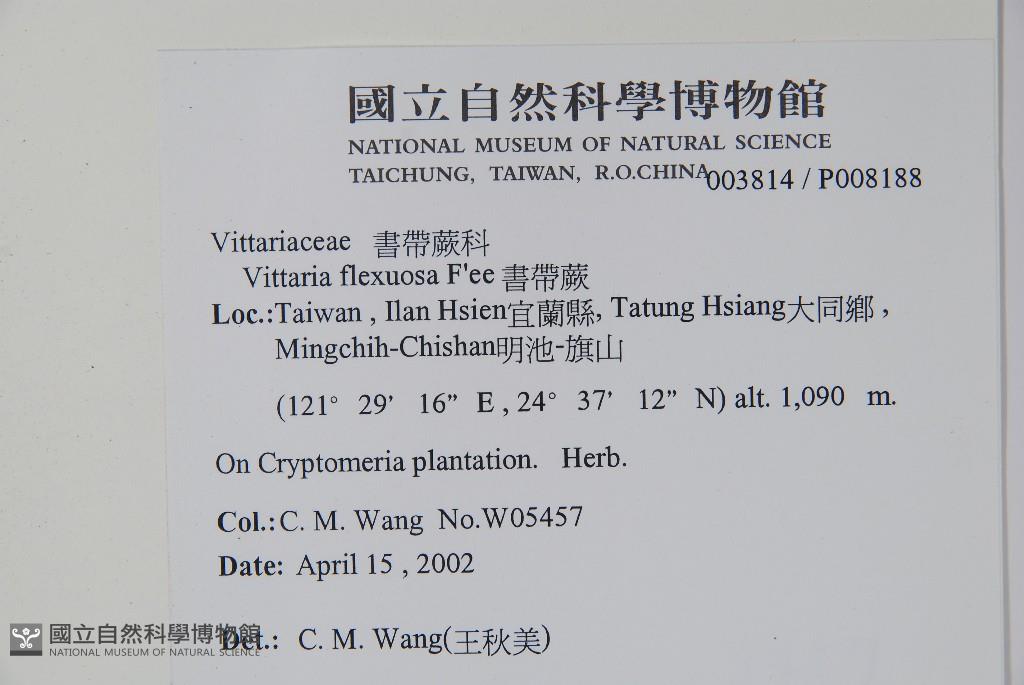 國立自然科學博物館
NATIONAL MUSEUM OF NATURAL SCIENCE
TAICHUNG, TAIWAN, R.O.CHINA 003814 / P008188
Vittariaceae 書帶蕨科
Vittaria flexuosa F'ee 書帶蕨
Loc.:Taiwan , Ilan Hsien宜蘭縣, Tatung Hsiang大同鄉 ,
Mingchih-Chishan明池-旗山
(121° 29' 16” E , 24° 37' 12” N) alt. 1,090 m.
On Cryptomeria plantation. Herb.
Col.:C. M. Wang No.W05457
Date: April 15 , 2002
Det.: C. M. Wang(王秋美)
國立自然科學博物館
NATIONAL MUSEUM OF NATURAL SCIENCE